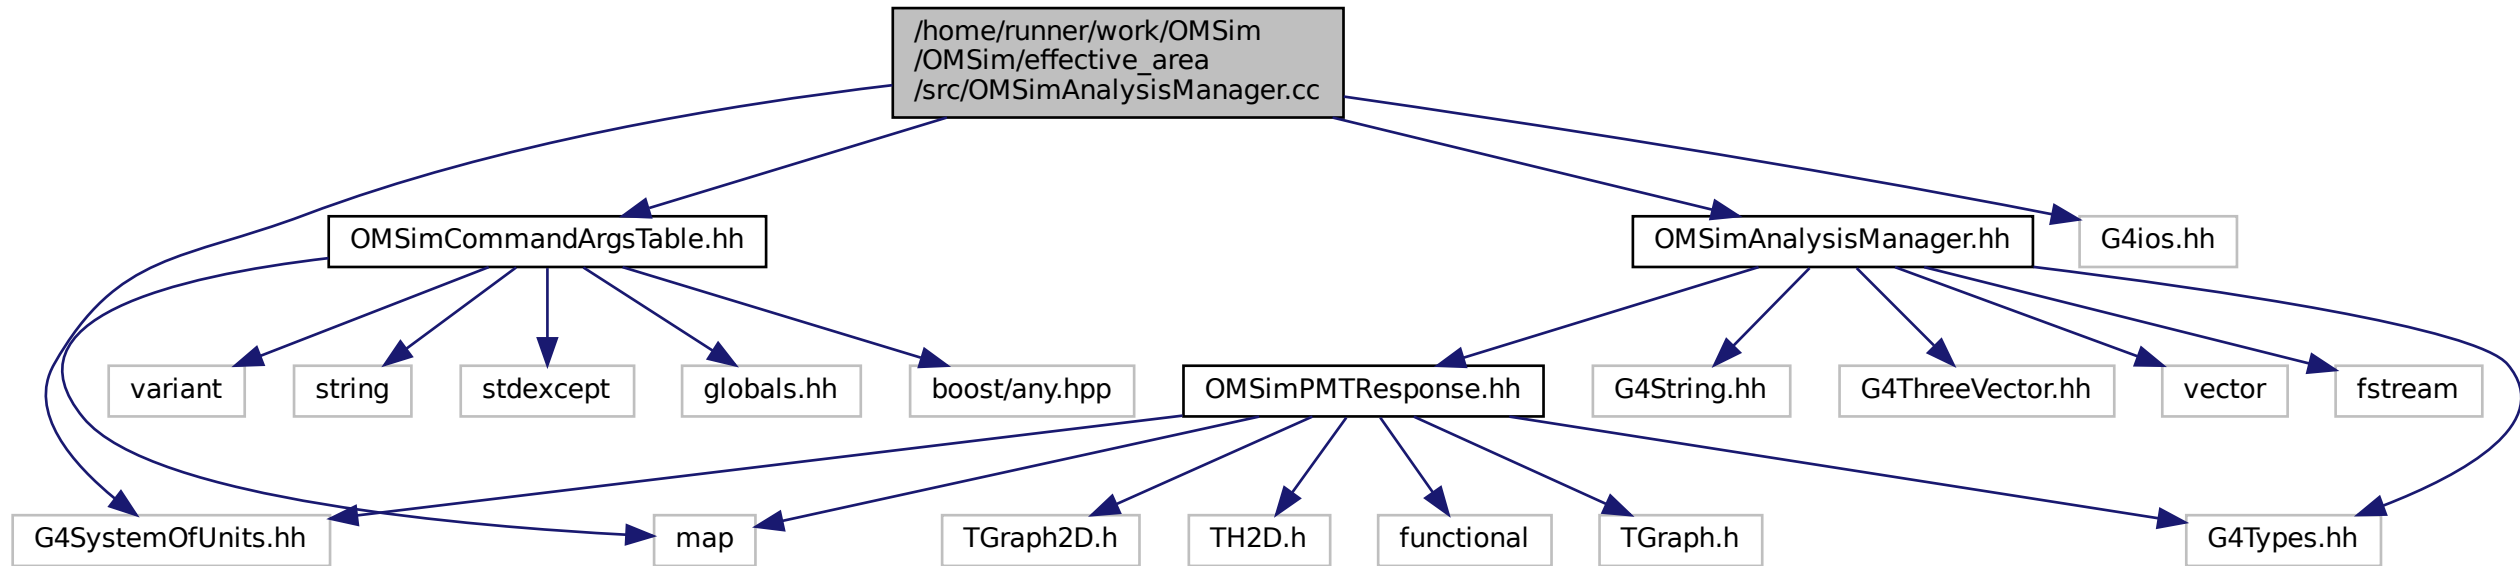 /home/runner/work/OMSim
/OMSim/effective_area
/src/OMSimAnalysisManager.cc
OMSimCommandArgsTable.hh
OMSimAnalysisManager.hh
G4ios.hh
variant
string
stdexcept
globals.hh
boost/any.hpp
OMSimPMTResponse.hh
G4String.hh
G4ThreeVector.hh
vector
fstream
G4SystemOfUnits.hh
map
TGraph2D.h
TH2D.h
functional
TGraph.h
G4Types.hh